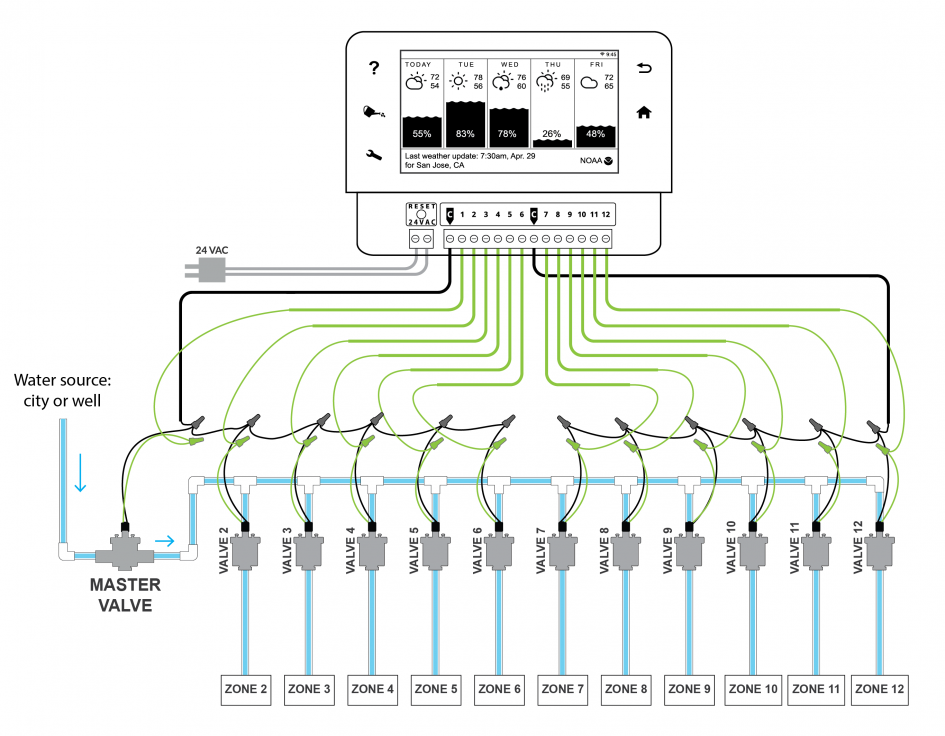 9:45
TODAY TUE WED THU FRI
72 78 76 69 72
54 56 60 55 65
55% 83% 78% 26% 48%
Last weather update: 7:30am, Apr. 29
for San Jose, CA
NOAA
?
RESET
24VAC
C 1 2 3 4 5 6 C 7 8 9 10 11 12
24 VAC
Water source:
city or well
MASTER
VALVE
VALVE 2
VALVE 3
VALVE 4
VALVE 5
VALVE 6
VALVE 7
VALVE 8
VALVE 9
VALVE 10
VALVE 11
VALVE 12
ZONE 2
ZONE 3
ZONE 4
ZONE 5
ZONE 6
ZONE 7
ZONE 8
ZONE 9
ZONE 10
ZONE 11
ZONE 12